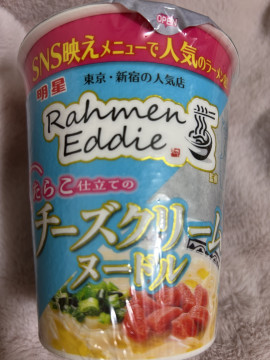 OPEN
SNS映えメニューで人気のラーメン
明星
東京・新宿の人気店
Rahmen
Eddie
たらこ仕立ての
チーズクリーム
ヌードル